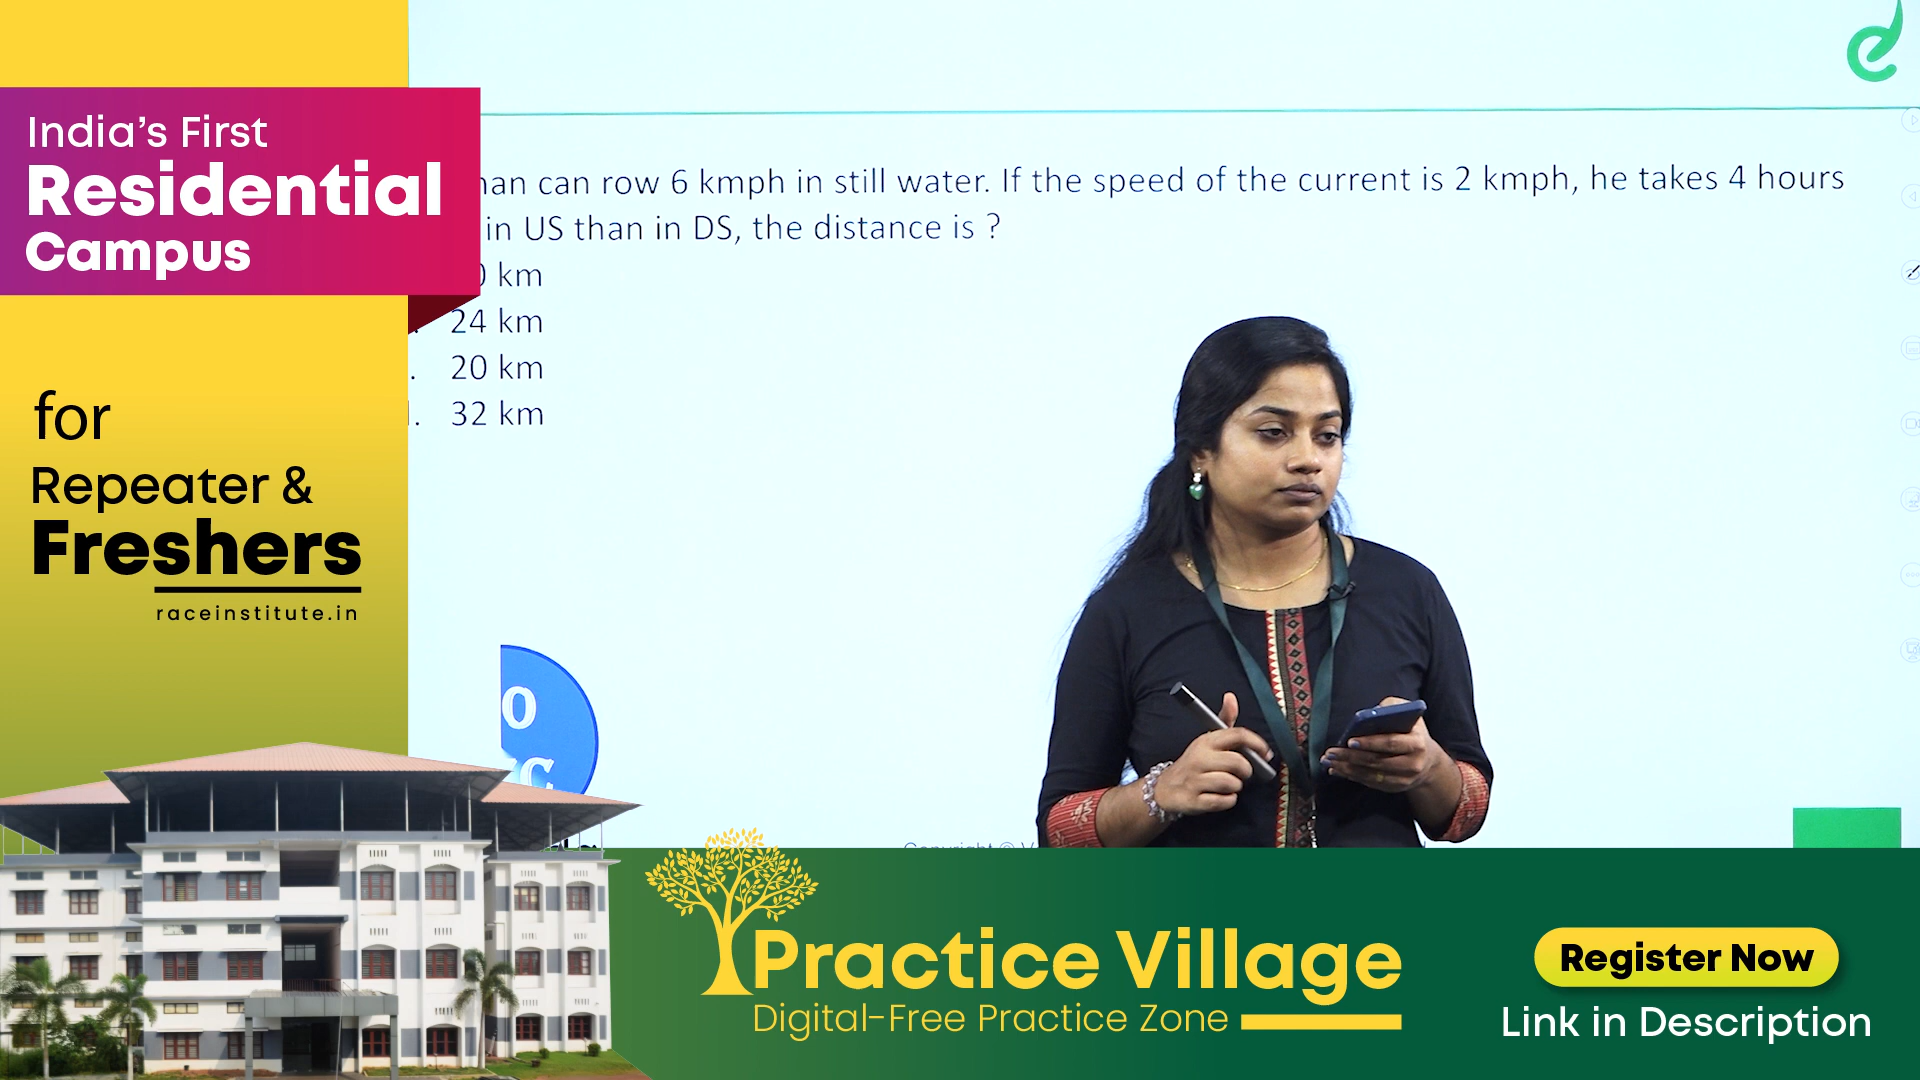 India's First
Residential
Campus
for
Repeater &
Freshers
raceinstitute.in
can row 6 kmph in still water. If the speed of the current is 2 kmph, he takes 4 hours
in US than in DS, the distance is ?
km
24 km
20 km
32 km
Practice Village
Digital-Free Practice Zone
Register Now
Link in Description